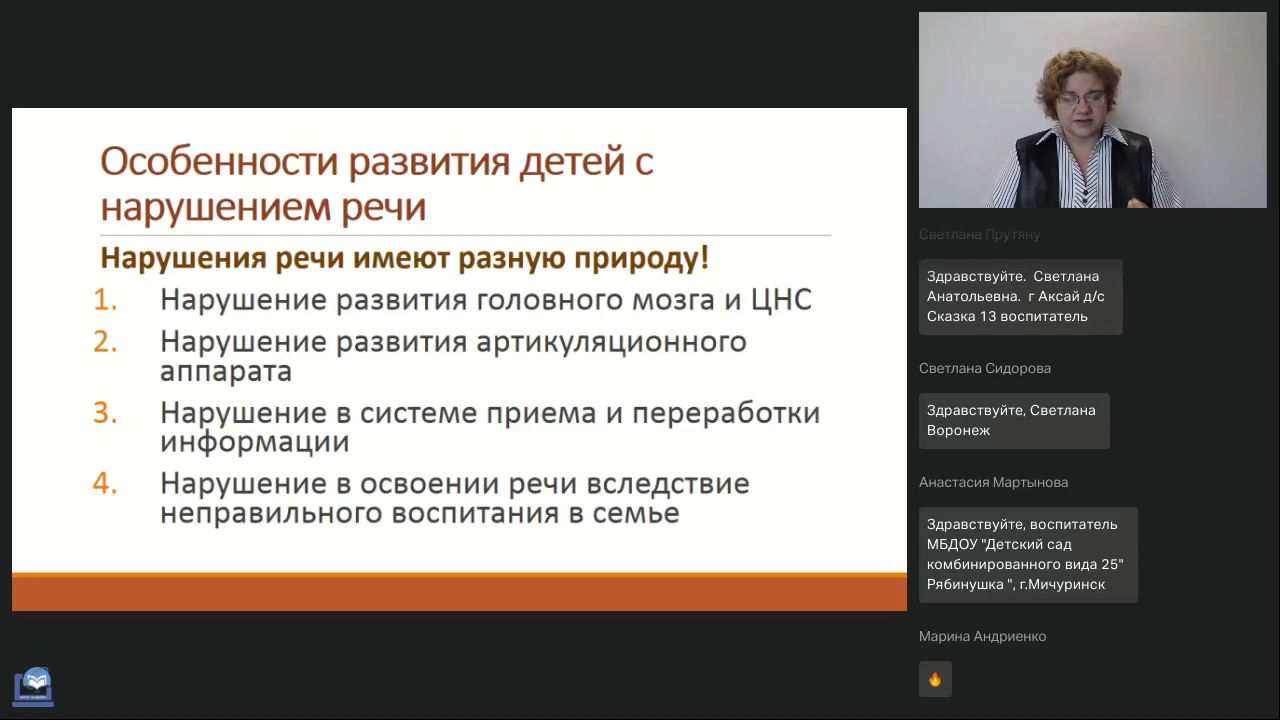 Особенности развития детей с
нарушением речи
Нарушения речи имеют разную природу!
1. Нарушение развития головного мозга и ЦНС
2. Нарушение развития артикуляционного
аппарата
3. Нарушение в системе приема и переработки
информации
4. Нарушение в освоении речи вследствие
неправильного воспитания в семье
Светлана Прутяну
Здравствуйте. Светлана
Анатольевна. г Аксай д/с
Сказка 13 воспитатель
Светлана Сидорова
Здравствуйте, Светлана
Воронеж
Анастасия Мартынова
Здравствуйте, воспитатель
МБДОУ "Детский сад
комбинированного вида 25"
Рябинушка ", г.Мичуринск
Марина Андриенко
🔥